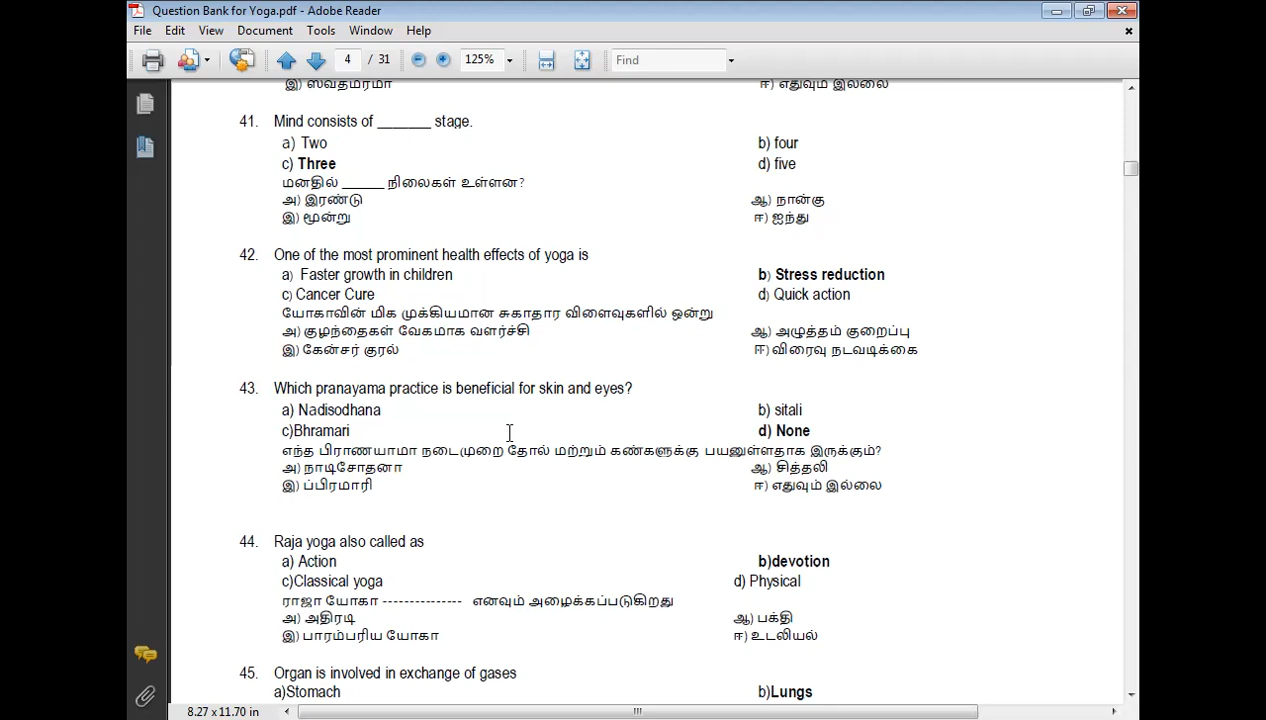 Question Bank for Yoga.pdf - Adobe Reader
File Edit View Document Tools Window Help
4 / 31 125% Find
41. Mind consists of _______ stage.
a) Two b) four
c) Three d) five
மனதில் ______ நிலைகள் உள்ளன?
அ) இரண்டு ஆ) நான்கு
இ) மூன்று ஈ) ஐந்து
42. One of the most prominent health effects of yoga is
a) Faster growth in children b) Stress reduction
c) Cancer Cure d) Quick action
யோகாவின் மிக முக்கியமான சுகாதார விளைவுகளில் ஒன்று
அ) குழந்தைகள் வேகமாக வளர்ச்சி ஆ) அழுத்தம் குறைப்பு
இ) கேன்சர் குரல் ஈ) விரைவு நடவடிக்கை
43. Which pranayama practice is beneficial for skin and eyes?
a) Nadisodhana b) sitali
c)Bhramari d) None
எந்த பிராணயாமா நடைமுறை தோல் மற்றும் கண்களுக்கு பயனுள்ளதாக இருக்கும்?
அ) நாடிசோதனா ஆ) சித்தலி
இ) ப்பிரமாரி ஈ) எதுவும் இல்லை
44. Raja yoga also called as
a) Action b)devotion
c)Classical yoga d) Physical
ராஜா யோகா --------------- எனவும் அழைக்கப்படுகிறது
அ) அதிரடி ஆ) பக்தி
இ) பாரம்பரிய யோகா ஈ) உடலியல்
45. Organ is involved in exchange of gases
a)Stomach b)Lungs
8.27 x 11.70 in